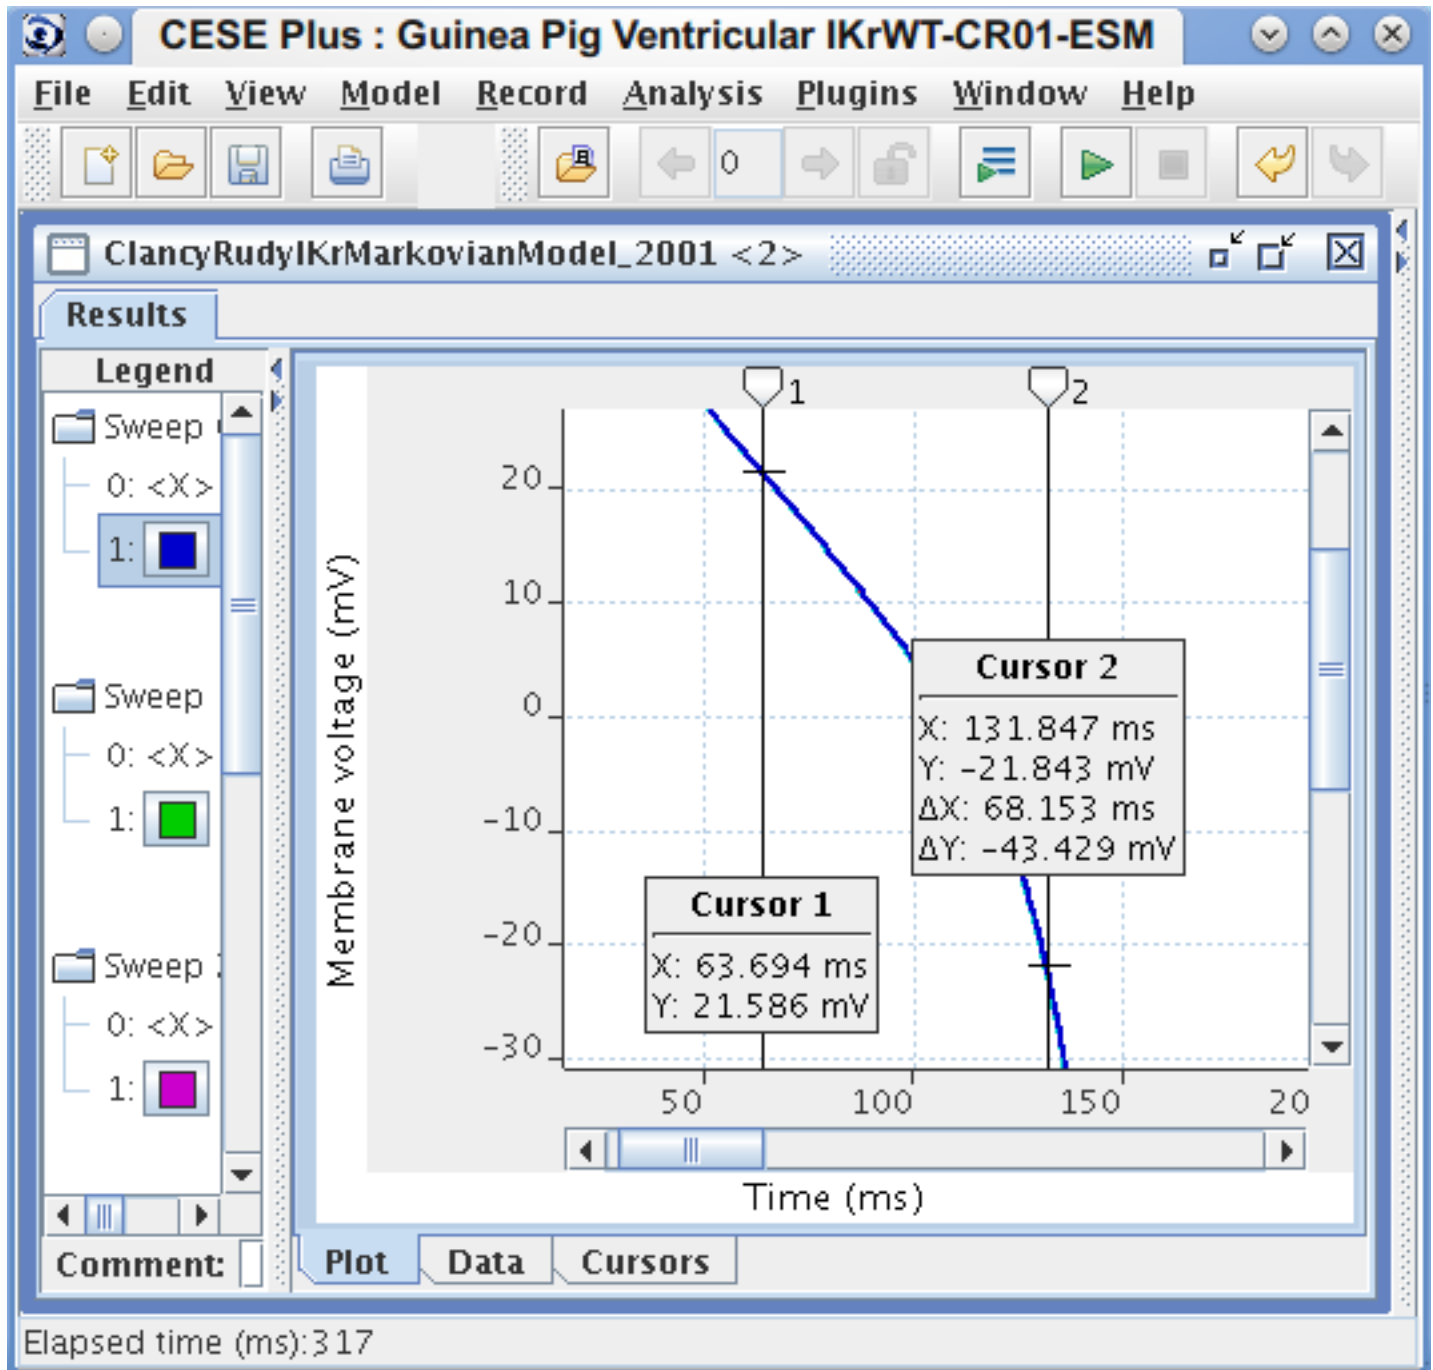 CESE Plus : Guinea Pig Ventricular IKrWT-CR01-ESM
File Edit View Model Record Analysis Plugins Window Help
0
ClancyRudyIKrMarkovianModel_2001 <2>
Results
Legend
Sweep
0: <X>
1:
Sweep
0: <X>
1:
Sweep
0: <X>
1:
Comment:
1
2
Membrane voltage (mV)
20
10
0
-10
-20
-30
Cursor 2
X: 131.847 ms
Y: -21.843 mV
ΔX: 68.153 ms
ΔY: -43.429 mV
Cursor 1
X: 63.694 ms
Y: 21.586 mV
50 100 150 20
Time (ms)
Plot Data Cursors
Elapsed time (ms):317